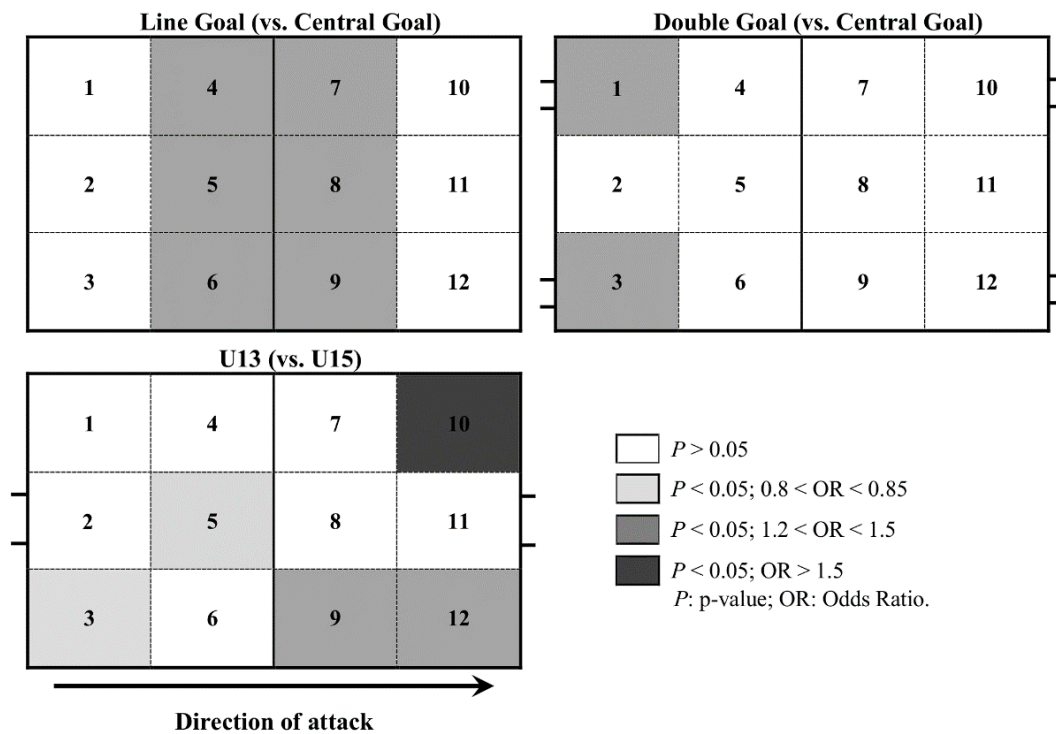 Line Goal (vs. Central Goal)
1 4 7 10
2 5 8 11
3 6 9 12
Double Goal (vs. Central Goal)
1 4 7 10
2 5 8 11
3 6 9 12
U13 (vs. U15)
1 4 7 10
2 5 8 11
3 6 9 12
Direction of attack
P > 0.05
P < 0.05; 0.8 < OR < 0.85
P < 0.05; 1.2 < OR < 1.5
P < 0.05; OR > 1.5
P: p-value; OR: Odds Ratio.